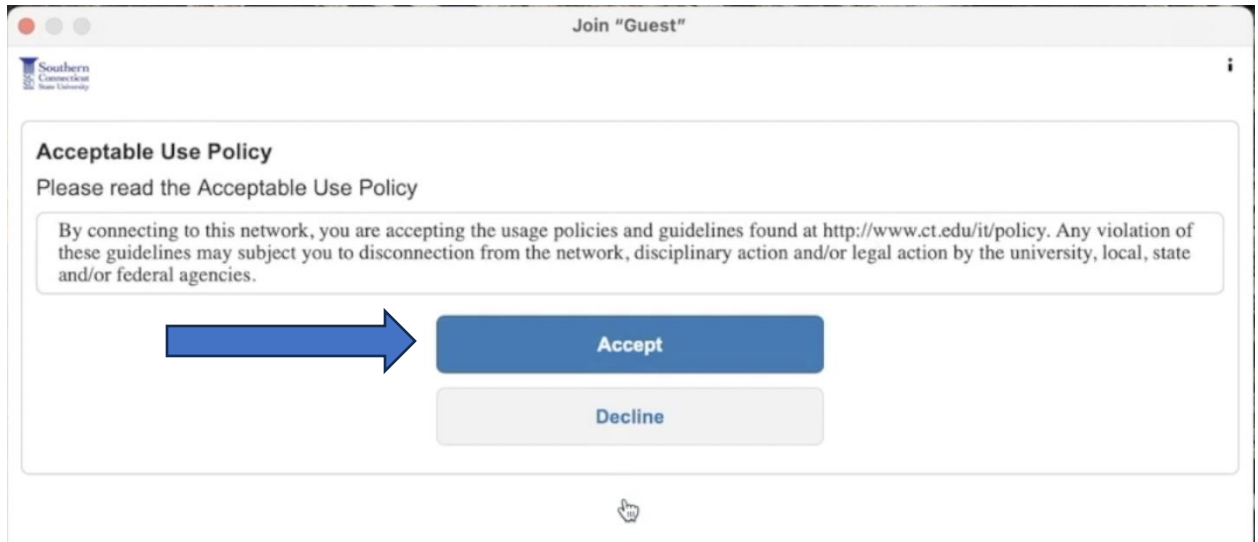 Join "Guest"
Southern
Connecticut
State University
i
Acceptable Use Policy
Please read the Acceptable Use Policy
By connecting to this network, you are accepting the usage policies and guidelines found at http://www.ct.edu/it/policy. Any violation of
these guidelines may subject you to disconnection from the network, disciplinary action and/or legal action by the university, local, state
and/or federal agencies.
Accept
Decline